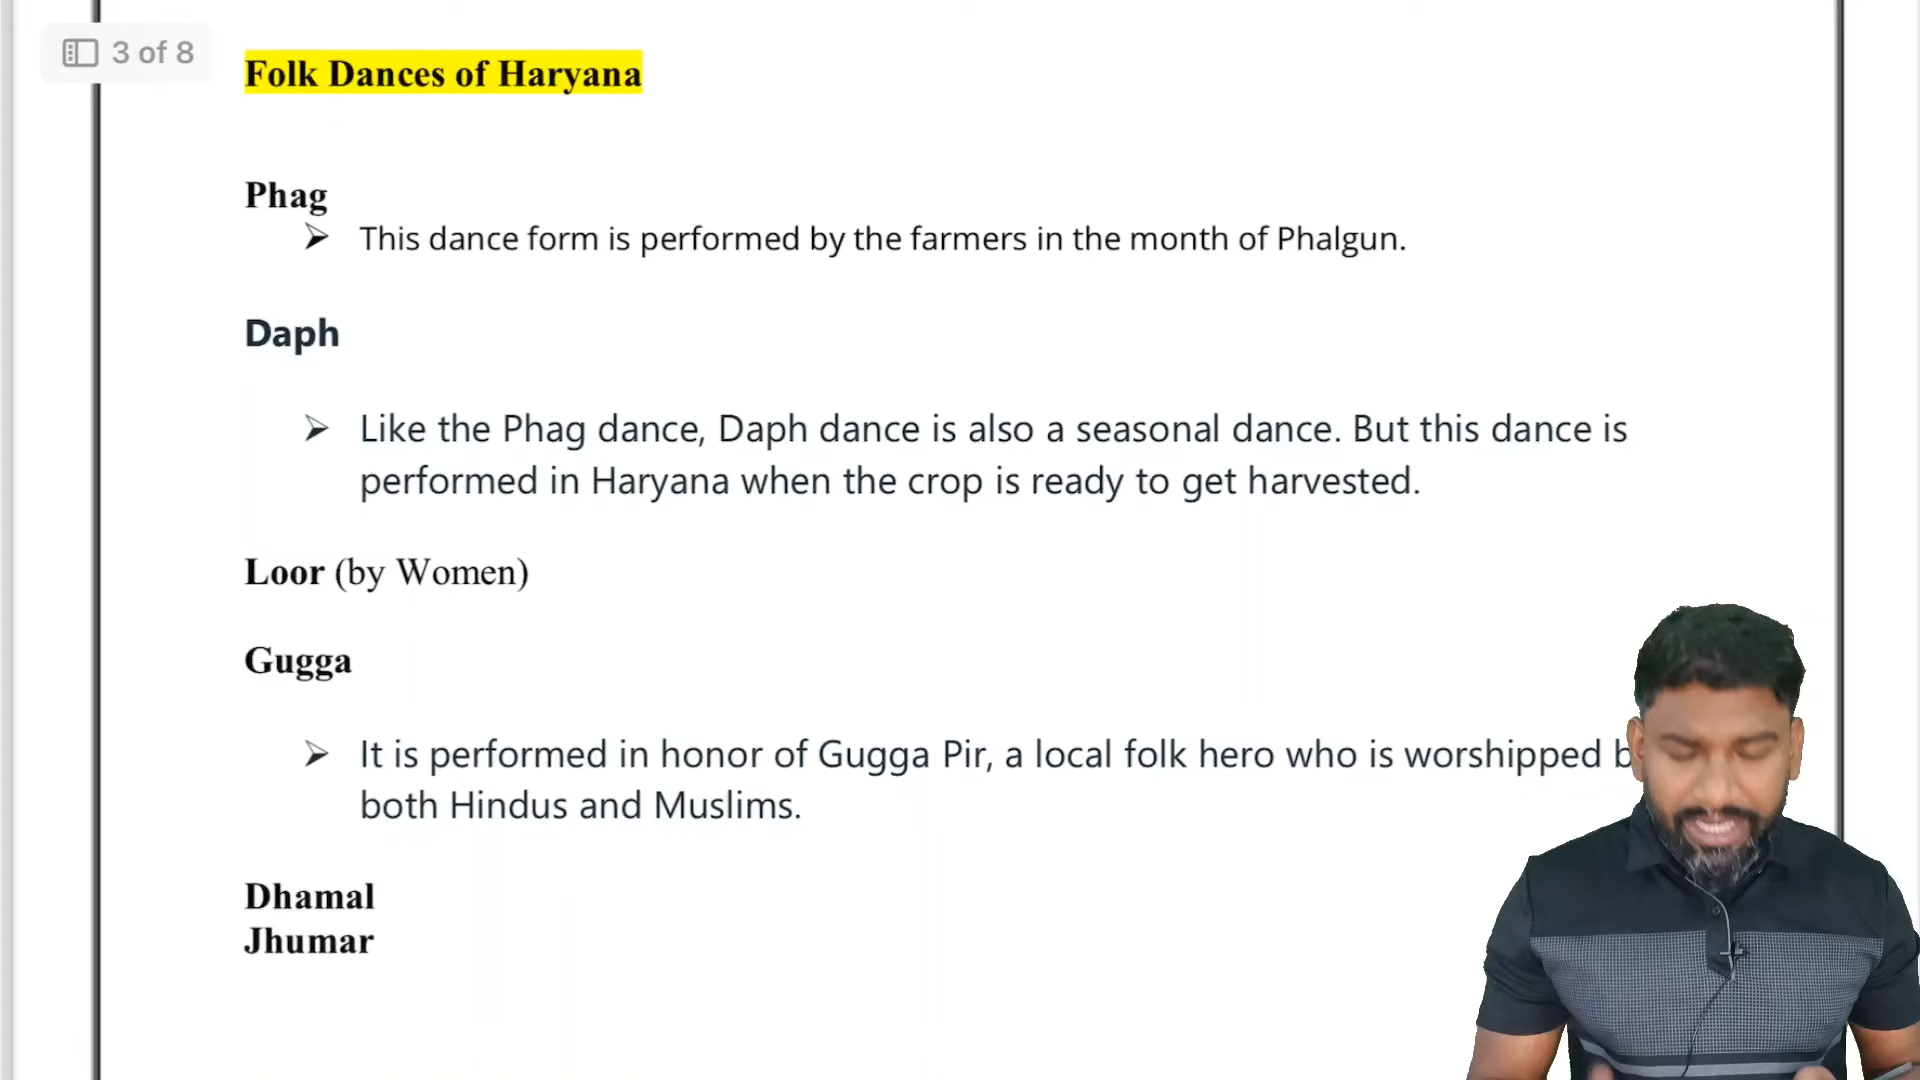 3 of 8
Folk Dances of Haryana
Phag
➢ This dance form is performed by the farmers in the month of Phalgun.
Daph
➢ Like the Phag dance, Daph dance is also a seasonal dance. But this dance is
performed in Haryana when the crop is ready to get harvested.
Loor (by Women)
Gugga
➢ It is performed in honor of Gugga Pir, a local folk hero who is worshipped
both Hindus and Muslims.
Dhamal
Jhumar